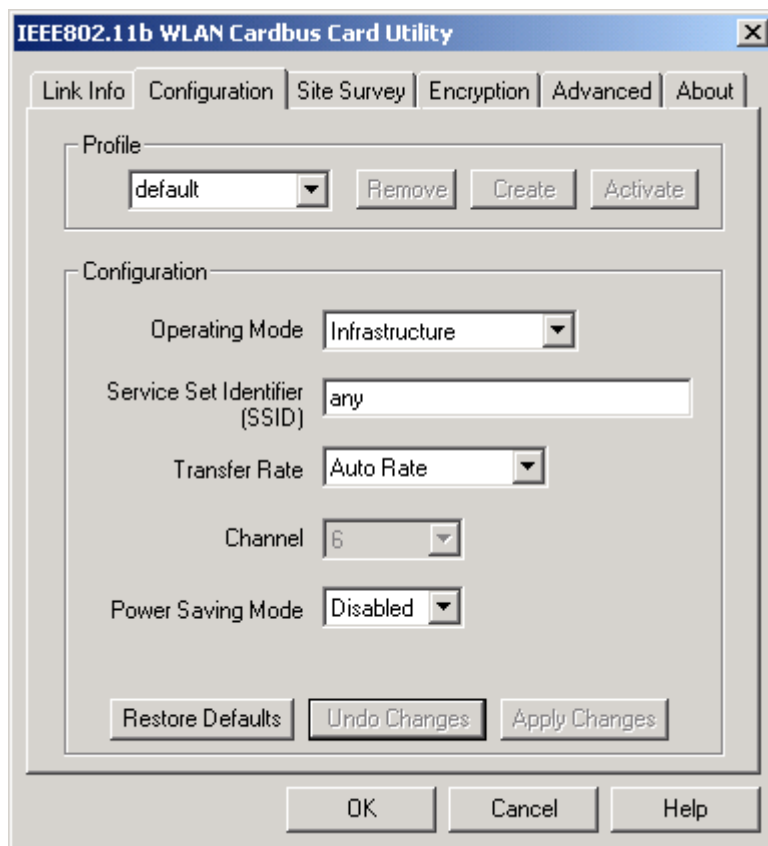 IEEE802.11b WLAN Cardbus Card Utility
Link Info Configuration Site Survey Encryption Advanced About
Profile
default Remove Create Activate
Configuration
Operating Mode Infrastructure
Service Set Identifier
(SSID) any
Transfer Rate Auto Rate
Channel 6
Power Saving Mode Disabled
Restore Defaults Undo Changes Apply Changes
OK Cancel Help